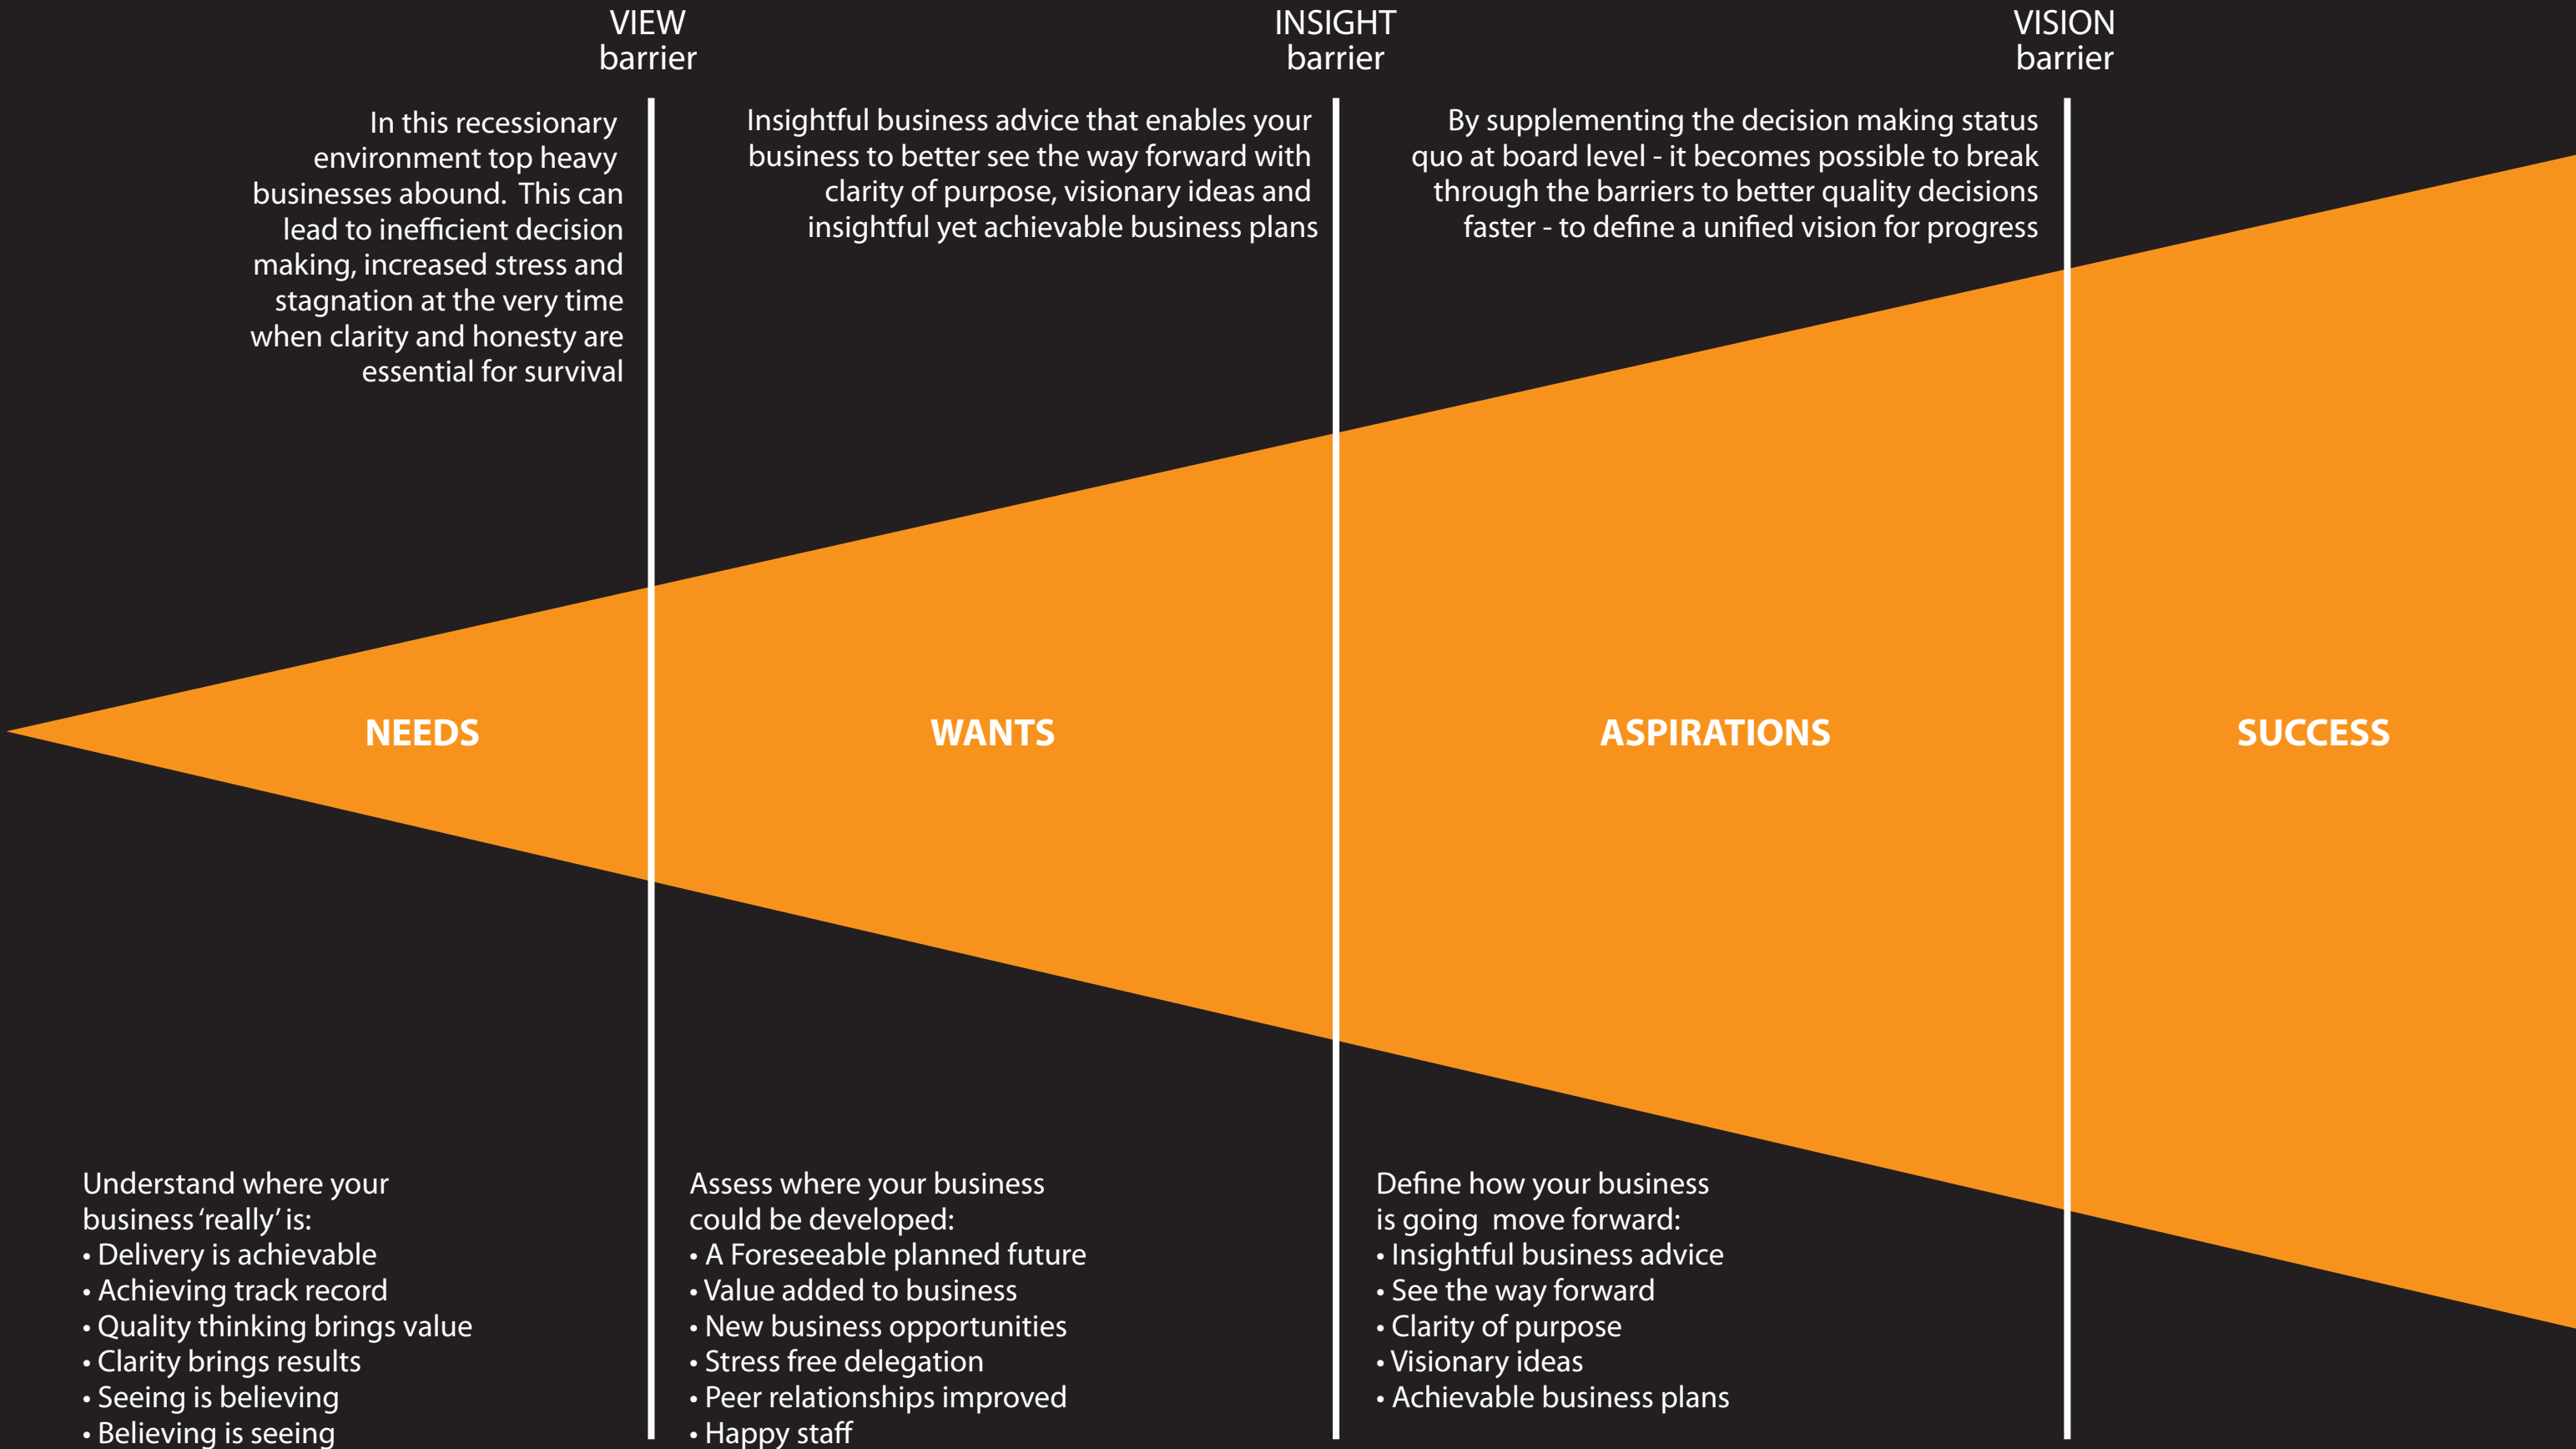 VIEW
barrier
INSIGHT
barrier
VISION
barrier
In this recessionary
environment top heavy
businesses abound.  This can
lead to inefficient decision
making, increased stress and
stagnation at the very time
when clarity and honesty are
essential for survival
Insightful business advice that enables your
business to better see the way forward with
clarity of purpose, visionary ideas and
insightful yet achievable business plans
By supplementing the decision making status
quo at board level - it becomes possible to break
through the barriers to better quality decisions
faster - to define a unified vision for progress
NEEDS
WANTS
ASPIRATIONS
SUCCESS
Understand where your
business ‘really’ is:
• Delivery is achievable
• Achieving track record
• Quality thinking brings value
• Clarity brings results
• Seeing is believing
• Believing is seeing
Assess where your business
could be developed:
• A Foreseeable planned future
• Value added to business
• New business opportunities
• Stress free delegation
• Peer relationships improved
• Happy staff
Define how your business
is going  move forward:
• Insightful business advice
• See the way forward
• Clarity of purpose
• Visionary ideas
• Achievable business plans